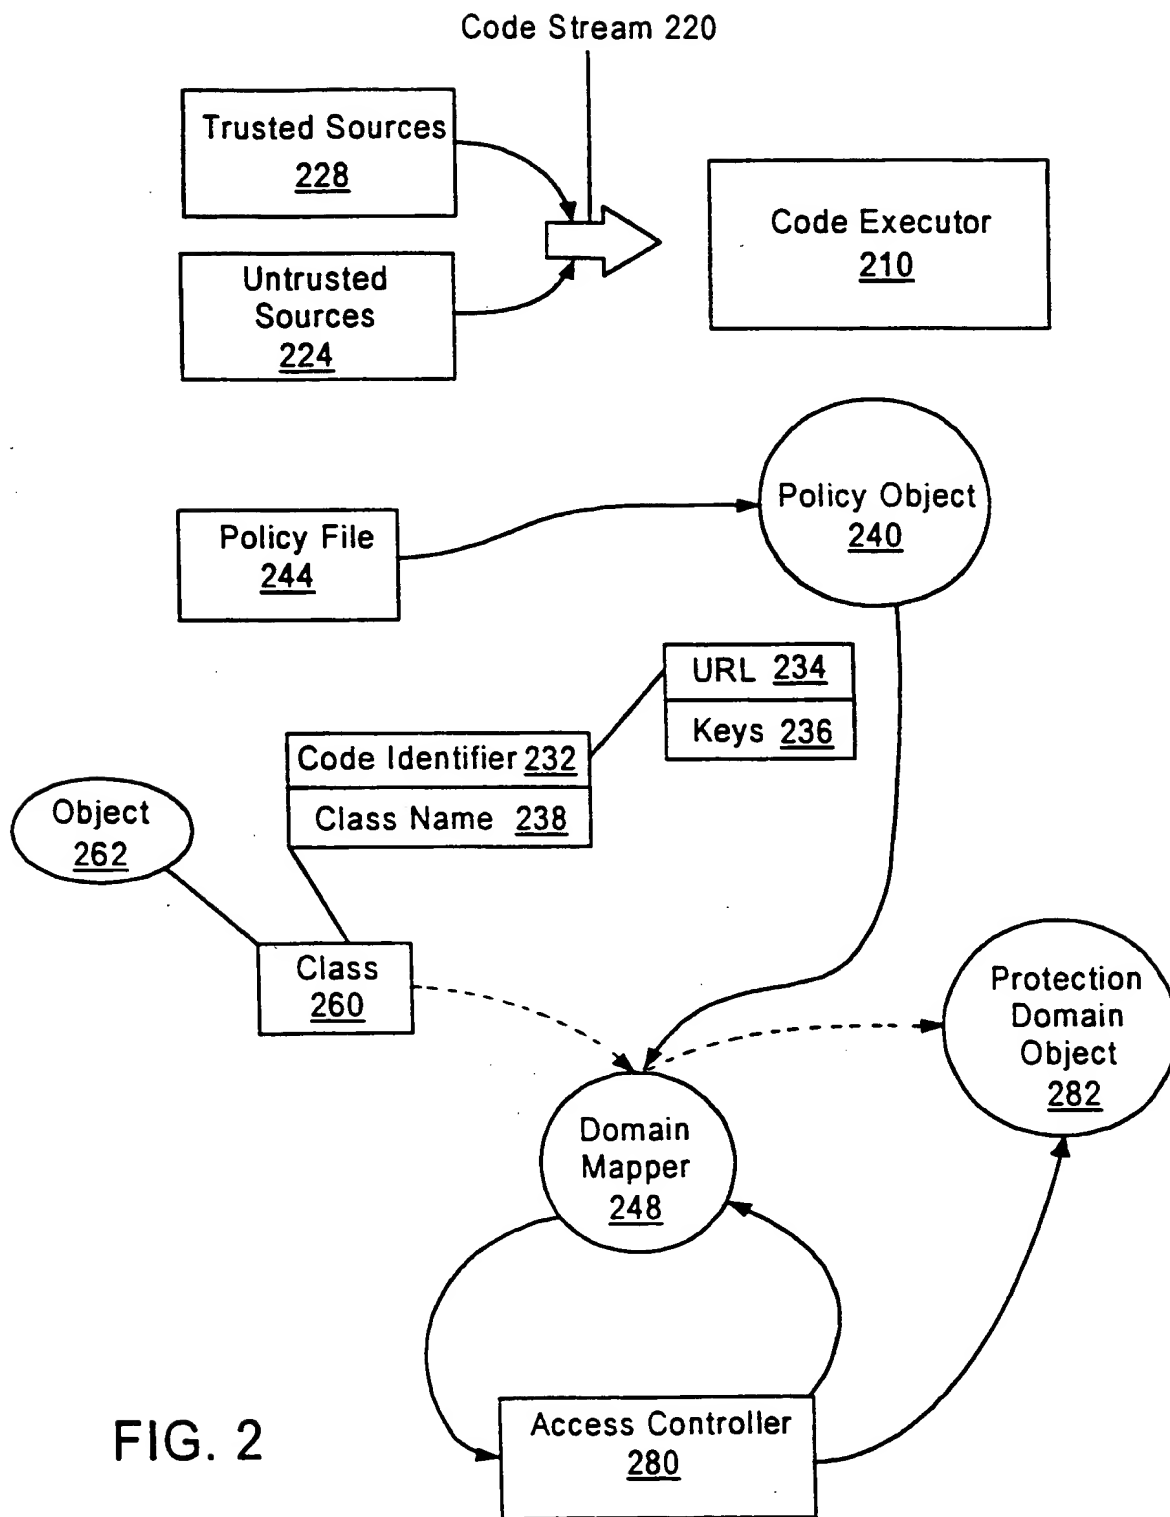 Code Stream 220
Trusted Sources
228
Untrusted
Sources
224
Code Executor
210
Policy Object
240
Policy File
244
URL 234
Keys 236
Code Identifier 232
Class Name 238
Object
262
Class
260
Protection
Domain
Object
282
Domain
Mapper
248
Access Controller
280
FIG. 2